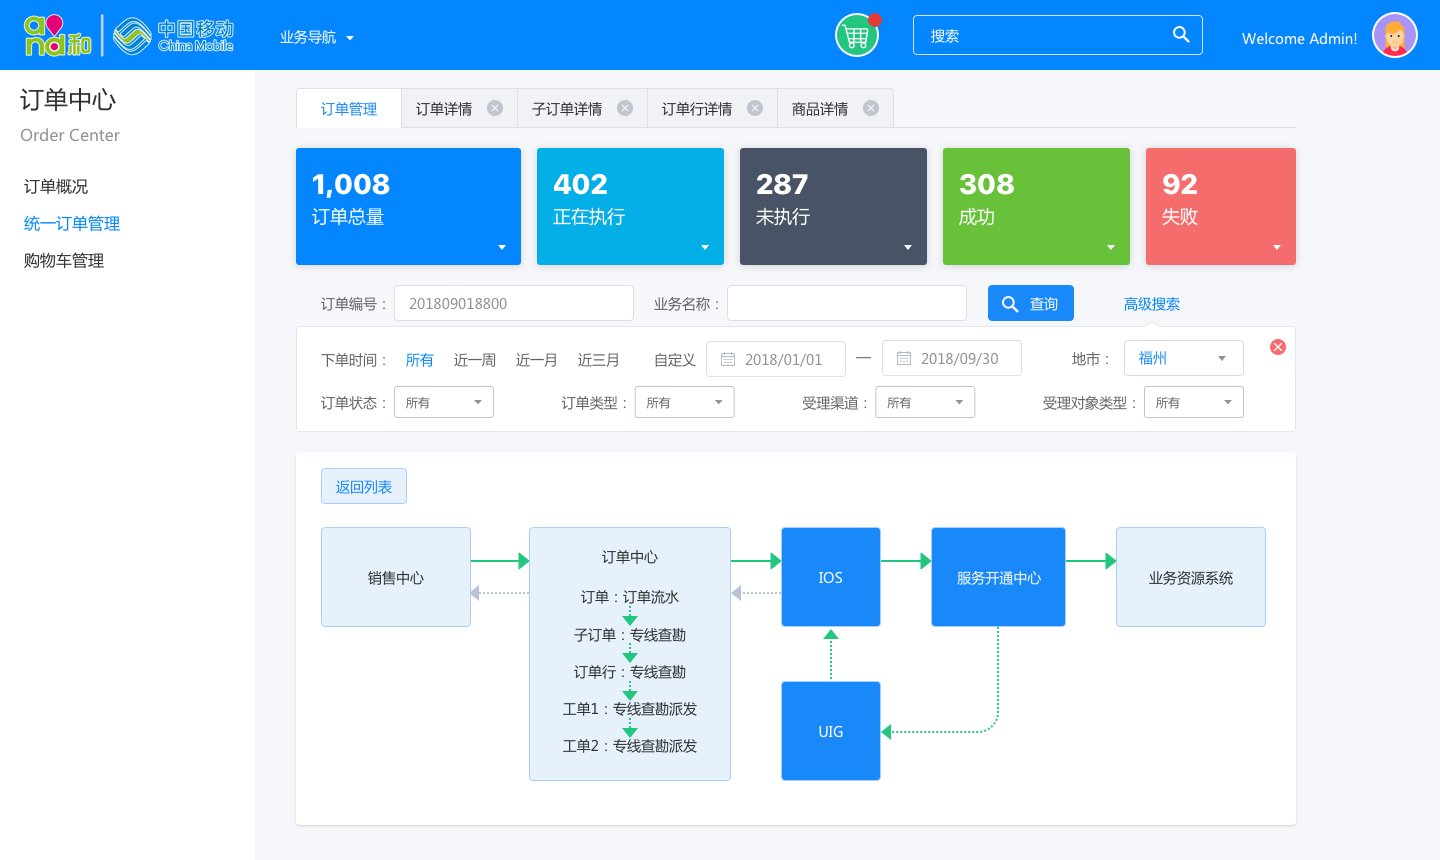 and和 中国移动
China Mobile
业务导航
搜索
Welcome Admin!
订单中心
Order Center
订单概况
统一订单管理
购物车管理
订单管理 订单详情 子订单详情 订单行详情 商品详情
1,008 402 287 308 92
订单总量 正在执行 未执行 成功 失败
订单编号： 201809018800 业务名称： 查询 高级搜索
下单时间： 所有 近一周 近一月 近三月 自定义 2018/01/01 — 2018/09/30 地市： 福州
订单状态： 所有 订单类型： 所有 受理渠道： 所有 受理对象类型： 所有
返回列表
销售中心
订单中心
订单：订单流水
子订单：专线查勘
订单行：专线查勘
工单1：专线查勘派发
工单2：专线查勘派发
IOS
服务开通中心
业务资源系统
UIG